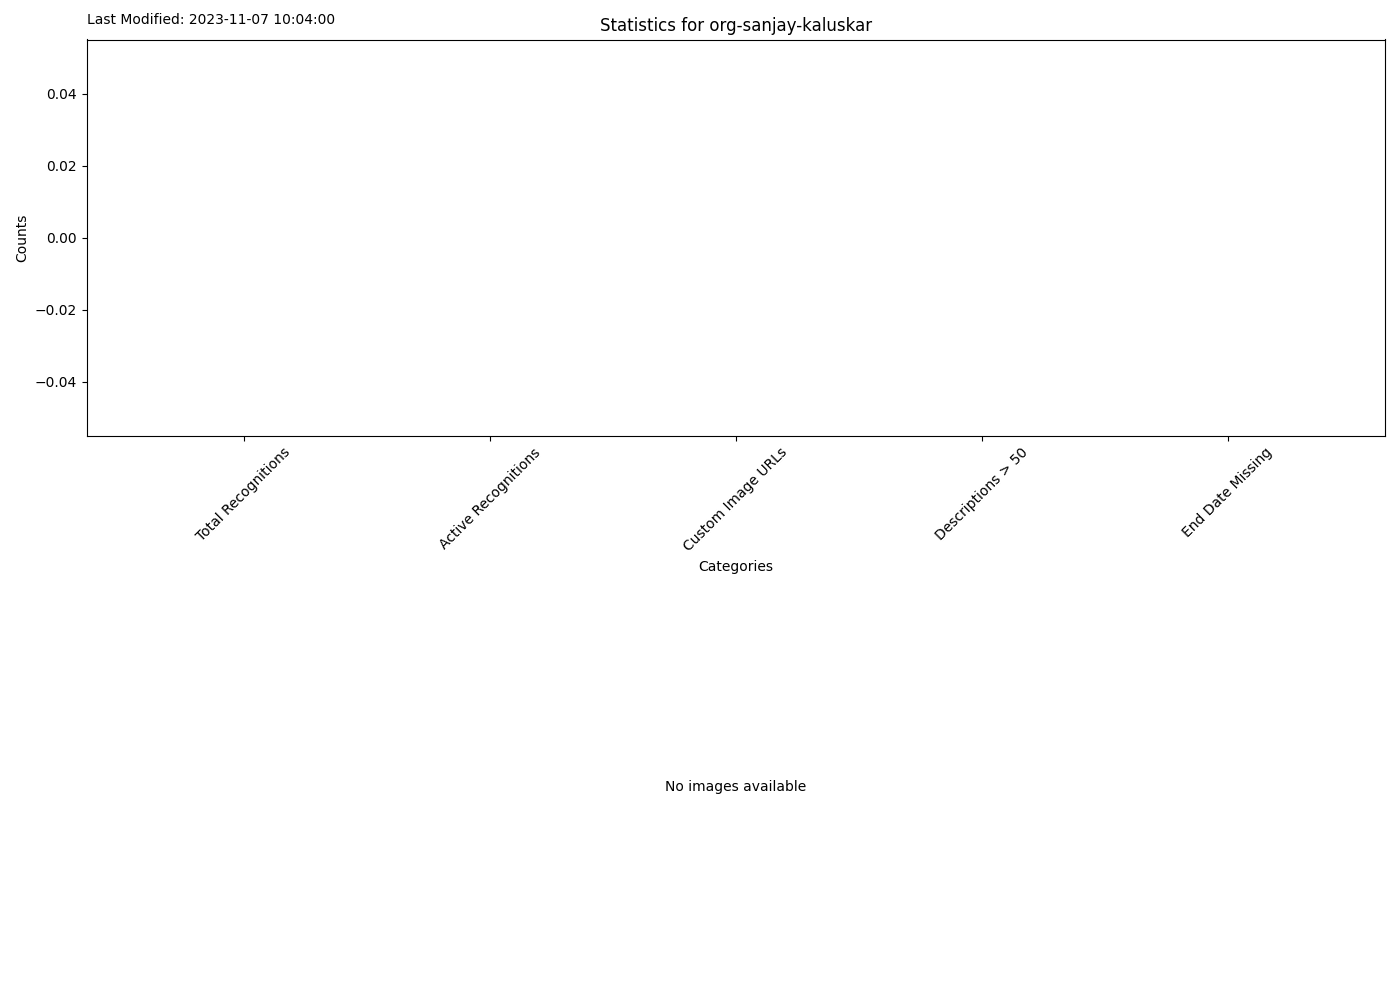 Last Modified: 2023-11-07 10:04:00
Statistics for org-sanjay-kaluskar
0.04
0.02
0.00
−0.02
−0.04
Counts
Total Recognitions
Active Recognitions
Custom Image URLs
Descriptions > 50
End Date Missing
Categories
No images available